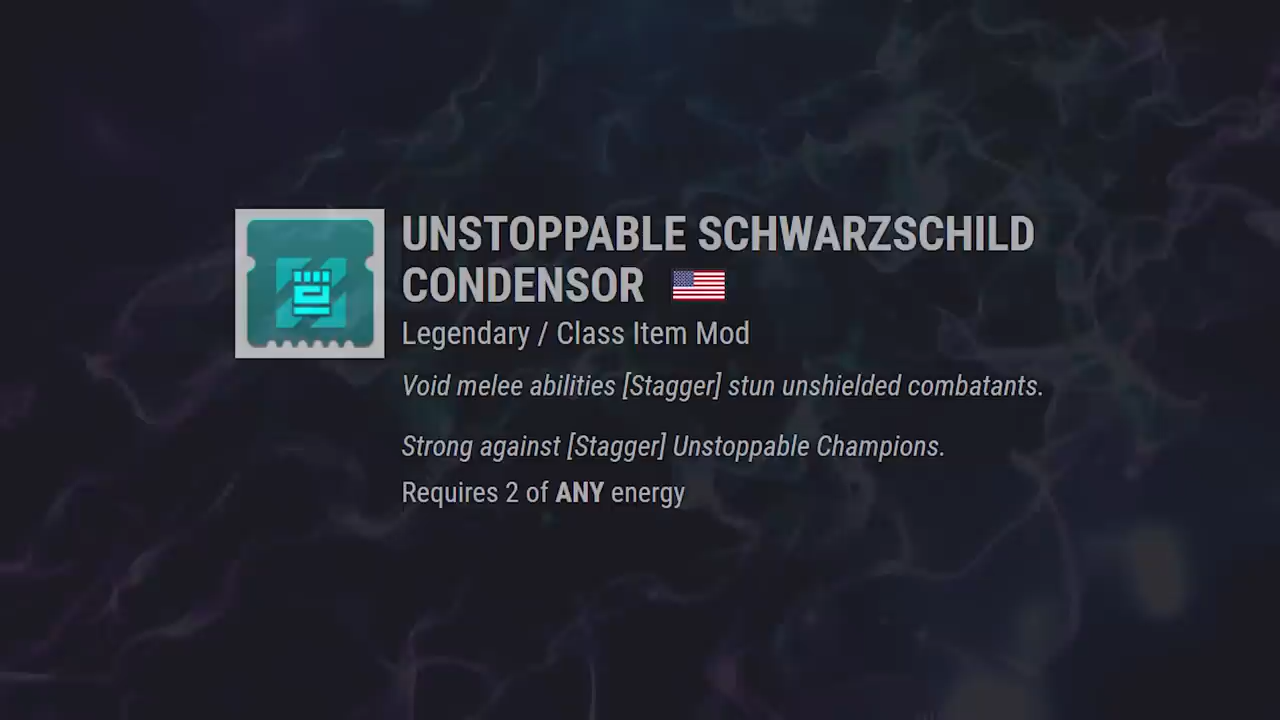 UNSTOPPABLE SCHWARZSCHILD
CONDENSOR
Legendary / Class Item Mod
Void melee abilities [Stagger] stun unshielded combatants.
Strong against [Stagger] Unstoppable Champions.
Requires 2 of ANY energy